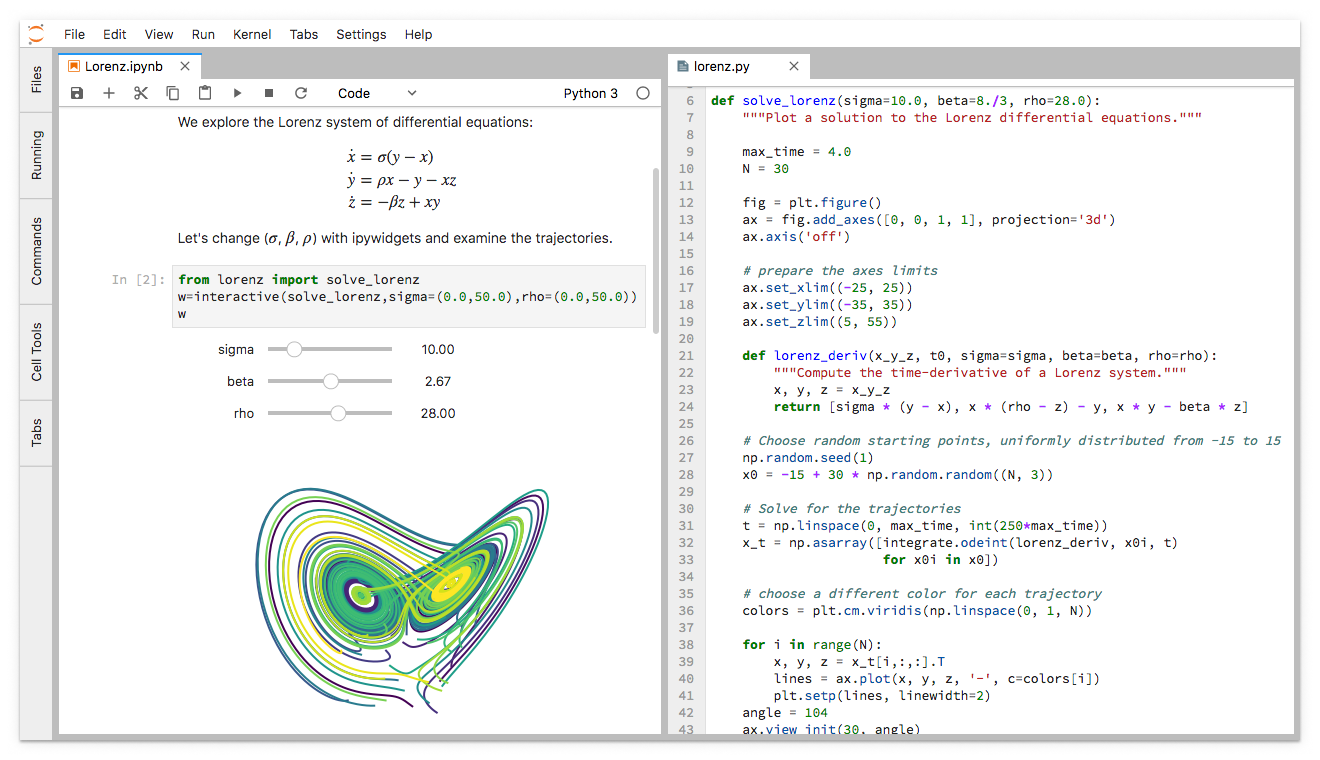 File Edit View Run Kernel Tabs Settings Help
Files
Running
Commands
Cell Tools
Tabs
Lorenz.ipynb
Code
Python 3
We explore the Lorenz system of differential equations:
ẋ = σ(y − x)
ẏ = ρx − y − xz
ż = −βz + xy
Let's change (σ, β, ρ) with ipywidgets and examine the trajectories.
In [2]:
from lorenz import solve_lorenz
w=interactive(solve_lorenz,sigma=(0.0,50.0),rho=(0.0,50.0))
w
sigma 10.00
beta 2.67
rho 28.00
lorenz.py
6 def solve_lorenz(sigma=10.0, beta=8./3, rho=28.0):
7     """Plot a solution to the Lorenz differential equations."""
8
9     max_time = 4.0
10     N = 30
11
12     fig = plt.figure()
13     ax = fig.add_axes([0, 0, 1, 1], projection='3d')
14     ax.axis('off')
15
16     # prepare the axes limits
17     ax.set_xlim((-25, 25))
18     ax.set_ylim((-35, 35))
19     ax.set_zlim((5, 55))
20
21     def lorenz_deriv(x_y_z, t0, sigma=sigma, beta=beta, rho=rho):
22         """Compute the time-derivative of a Lorenz system."""
23         x, y, z = x_y_z
24         return [sigma * (y - x), x * (rho - z) - y, x * y - beta * z]
25
26     # Choose random starting points, uniformly distributed from -15 to 15
27     np.random.seed(1)
28     x0 = -15 + 30 * np.random.random((N, 3))
29
30     # Solve for the trajectories
31     t = np.linspace(0, max_time, int(250*max_time))
32     x_t = np.asarray([integrate.odeint(lorenz_deriv, x0i, t)
33                       for x0i in x0])
34
35     # choose a different color for each trajectory
36     colors = plt.cm.viridis(np.linspace(0, 1, N))
37
38     for i in range(N):
39         x, y, z = x_t[i,:,:].T
40         lines = ax.plot(x, y, z, '-', c=colors[i])
41         plt.setp(lines, linewidth=2)
42     angle = 104
43     ax.view_init(30, angle)